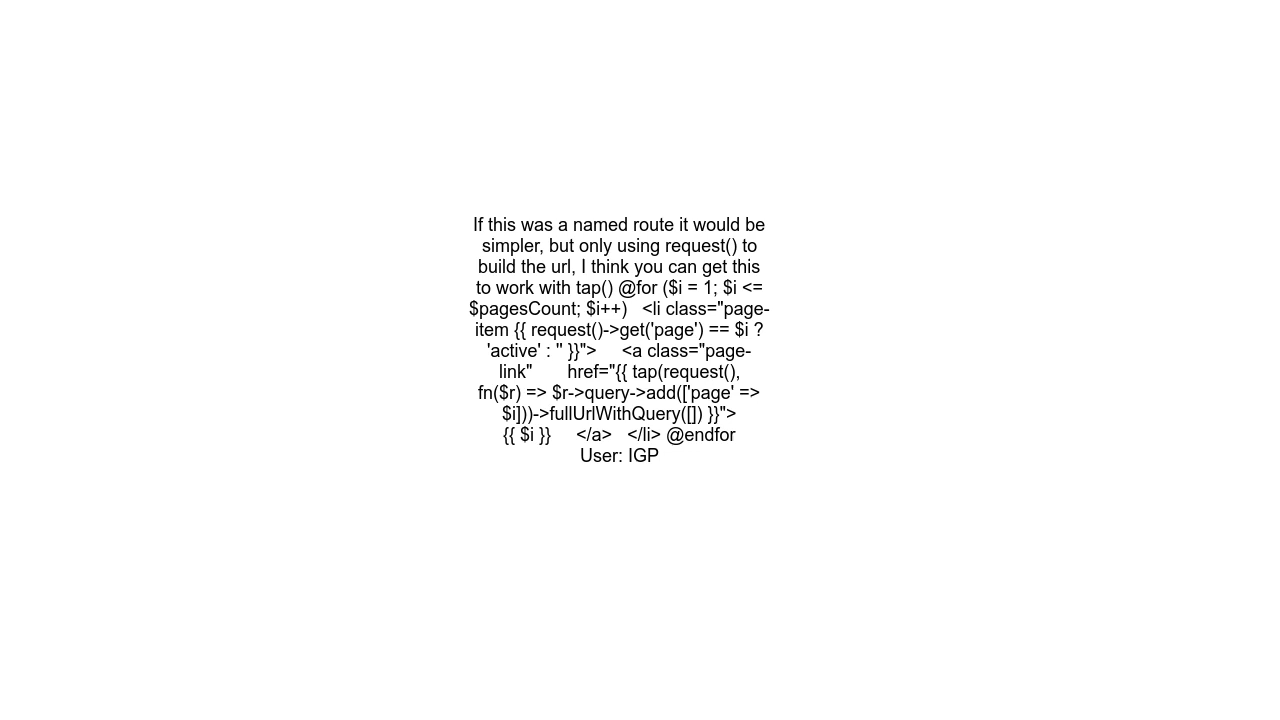 If this was a named route it would be
simpler, but only using request() to
build the url, I think you can get this
to work with tap() @for ($i = 1; $i <=
$pagesCount; $i++)   <li class="page-
item {{ request()->get('page') == $i ?
'active' : '' }}">     <a class="page-
link"       href="{{ tap(request(),
fn($r) => $r->query->add(['page' =>
$i]))->fullUrlWithQuery([]) }}">
{{ $i }}     </a>   </li> @endfor
User: IGP